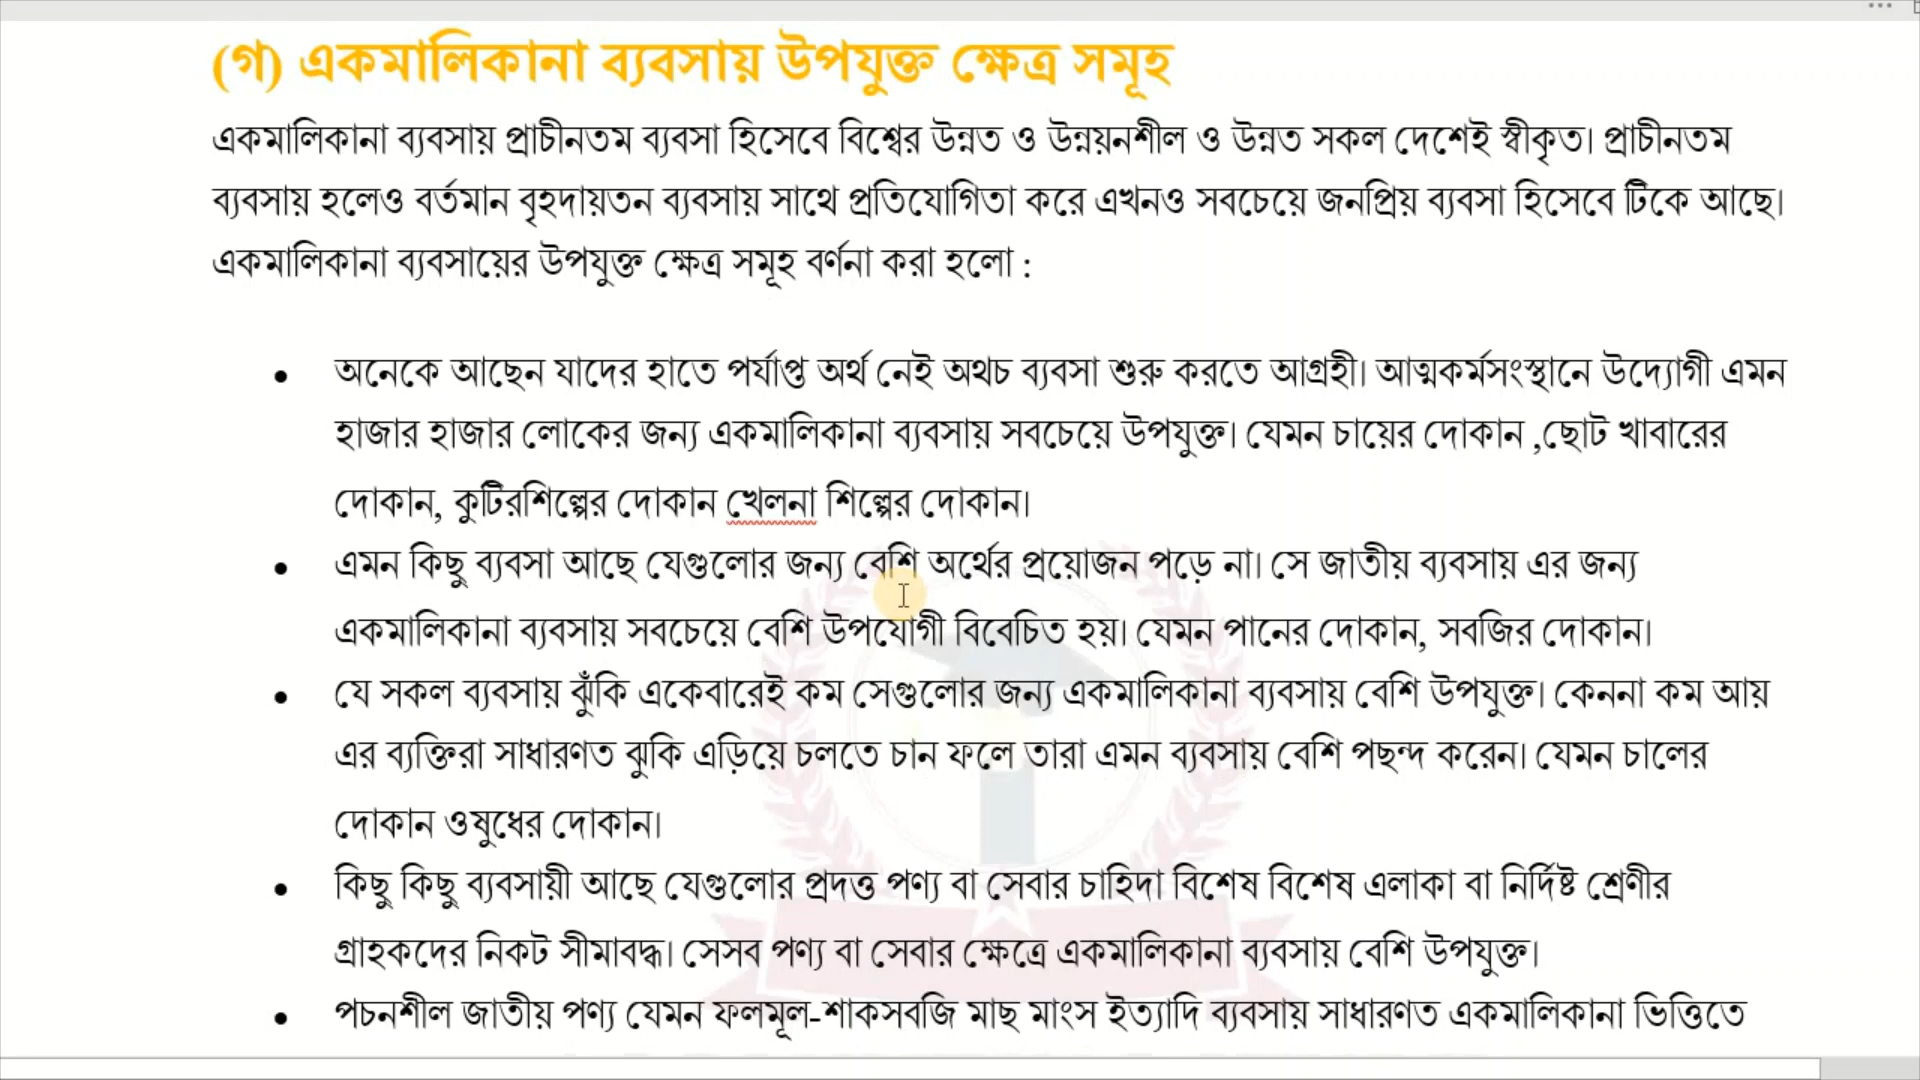 (গ) একমালিকানা ব্যবসায় উপযুক্ত ক্ষেত্র সমূহ
একমালিকানা ব্যবসায় প্রাচীনতম ব্যবসা হিসেবে বিশ্বের উন্নত ও উন্নয়নশীল ও উন্নত সকল দেশেই স্বীকৃত। প্রাচীনতম
ব্যবসায় হলেও বর্তমান বৃহদায়তন ব্যবসায় সাথে প্রতিযোগিতা করে এখনও সবচেয়ে জনপ্রিয় ব্যবসা হিসেবে টিকে আছে।
একমালিকানা ব্যবসায়ের উপযুক্ত ক্ষেত্র সমূহ বর্ণনা করা হলো :
• অনেকে আছেন যাদের হাতে পর্যাপ্ত অর্থ নেই অথচ ব্যবসা শুরু করতে আগ্রহী। আত্মকর্মসংস্থানে উদ্যোগী এমন
হাজার হাজার লোকের জন্য একমালিকানা ব্যবসায় সবচেয়ে উপযুক্ত। যেমন চায়ের দোকান ,ছোট খাবারের
দোকান, কুটিরশিল্পের দোকান খেলনা শিল্পের দোকান।
• এমন কিছু ব্যবসা আছে যেগুলোর জন্য বেশি অর্থের প্রয়োজন পড়ে না। সে জাতীয় ব্যবসায় এর জন্য
একমালিকানা ব্যবসায় সবচেয়ে বেশি উপযোগী বিবেচিত হয়। যেমন পানের দোকান, সবজির দোকান।
• যে সকল ব্যবসায় ঝুঁকি একেবারেই কম সেগুলোর জন্য একমালিকানা ব্যবসায় বেশি উপযুক্ত। কেননা কম আয়
এর ব্যক্তিরা সাধারণত ঝুকি এড়িয়ে চলতে চান ফলে তারা এমন ব্যবসায় বেশি পছন্দ করেন। যেমন চালের
দোকান ওষুধের দোকান।
• কিছু কিছু ব্যবসায়ী আছে যেগুলোর প্রদত্ত পণ্য বা সেবার চাহিদা বিশেষ বিশেষ এলাকা বা নির্দিষ্ট শ্রেণীর
গ্রাহকদের নিকট সীমাবদ্ধ। সেসব পণ্য বা সেবার ক্ষেত্রে একমালিকানা ব্যবসায় বেশি উপযুক্ত।
• পচনশীল জাতীয় পণ্য যেমন ফলমূল-শাকসবজি মাছ মাংস ইত্যাদি ব্যবসায় সাধারণত একমালিকানা ভিত্তিতে